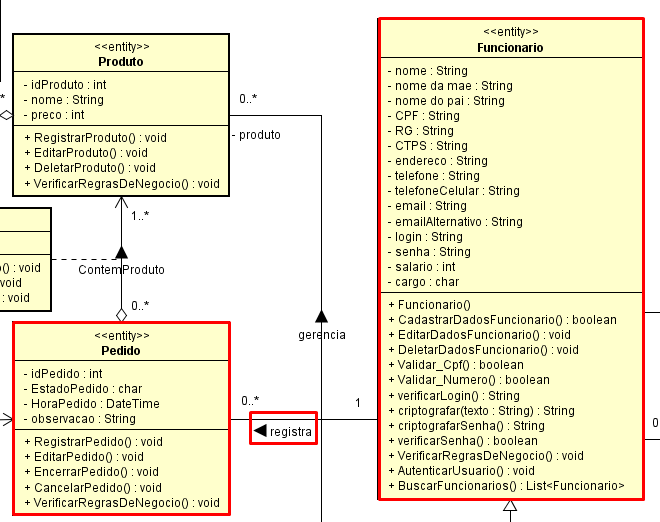 <<entity>>
Produto
- idProduto : int
- nome : String
- preco : int
+ RegistrarProduto() : void
+ EditarProduto() : void
+ DeletarProduto() : void
+ VerificarRegrasDeNegocio() : void
*
0..*
- produto
1..*
() : void
void
: void
ContemProduto
0..*
gerencia
<<entity>>
Pedido
- idPedido : int
- EstadoPedido : char
- HoraPedido : DateTime
- observacao : String
+ RegistrarPedido() : void
+ EditarPedido() : void
+ EncerrarPedido() : void
+ CancelarPedido() : void
+ VerificarRegrasDeNegocio() : void
0..*
registra
1
<<entity>>
Funcionario
- nome : String
- nome da mae : String
- nome do pai : String
- CPF : String
- RG : String
- CTPS : String
- endereco : String
- telefone : String
- telefoneCelular : String
- email : String
- emailAlternativo : String
- login : String
- senha : String
- salario : int
- cargo : char
+ Funcionario()
+ CadastrarDadosFuncionario() : boolean
+ EditarDadosFuncionario() : void
+ DeletarDadosFuncionario() : void
+ Validar_Cpf() : boolean
+ Validar_Numero() : boolean
+ verificarLogin() : String
+ criptografar(texto : String) : String
+ criptografarSenha() : String
+ verificarSenha() : boolean
+ VerificarRegrasDeNegocio() : void
+ AutenticarUsuario() : void
+ BuscarFuncionarios() : List<Funcionario>
0